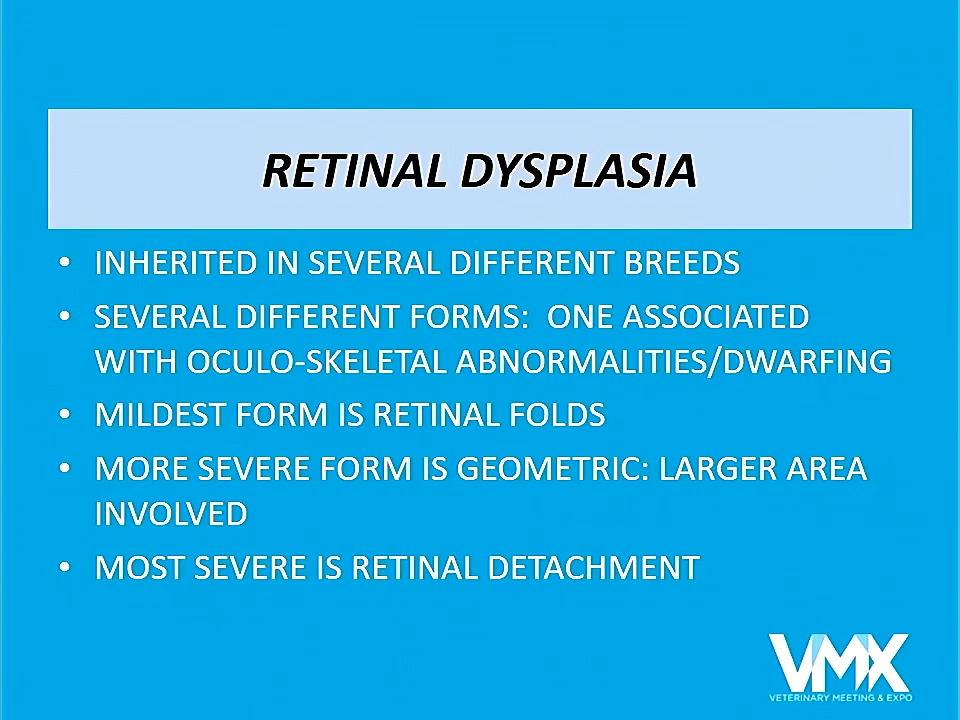 RETINAL DYSPLASIA
• INHERITED IN SEVERAL DIFFERENT BREEDS
• SEVERAL DIFFERENT FORMS:  ONE ASSOCIATED
WITH OCULO-SKELETAL ABNORMALITIES/DWARFING
• MILDEST FORM IS RETINAL FOLDS
• MORE SEVERE FORM IS GEOMETRIC: LARGER AREA
INVOLVED
• MOST SEVERE IS RETINAL DETACHMENT
VMX
VETERINARY MEETING & EXPO